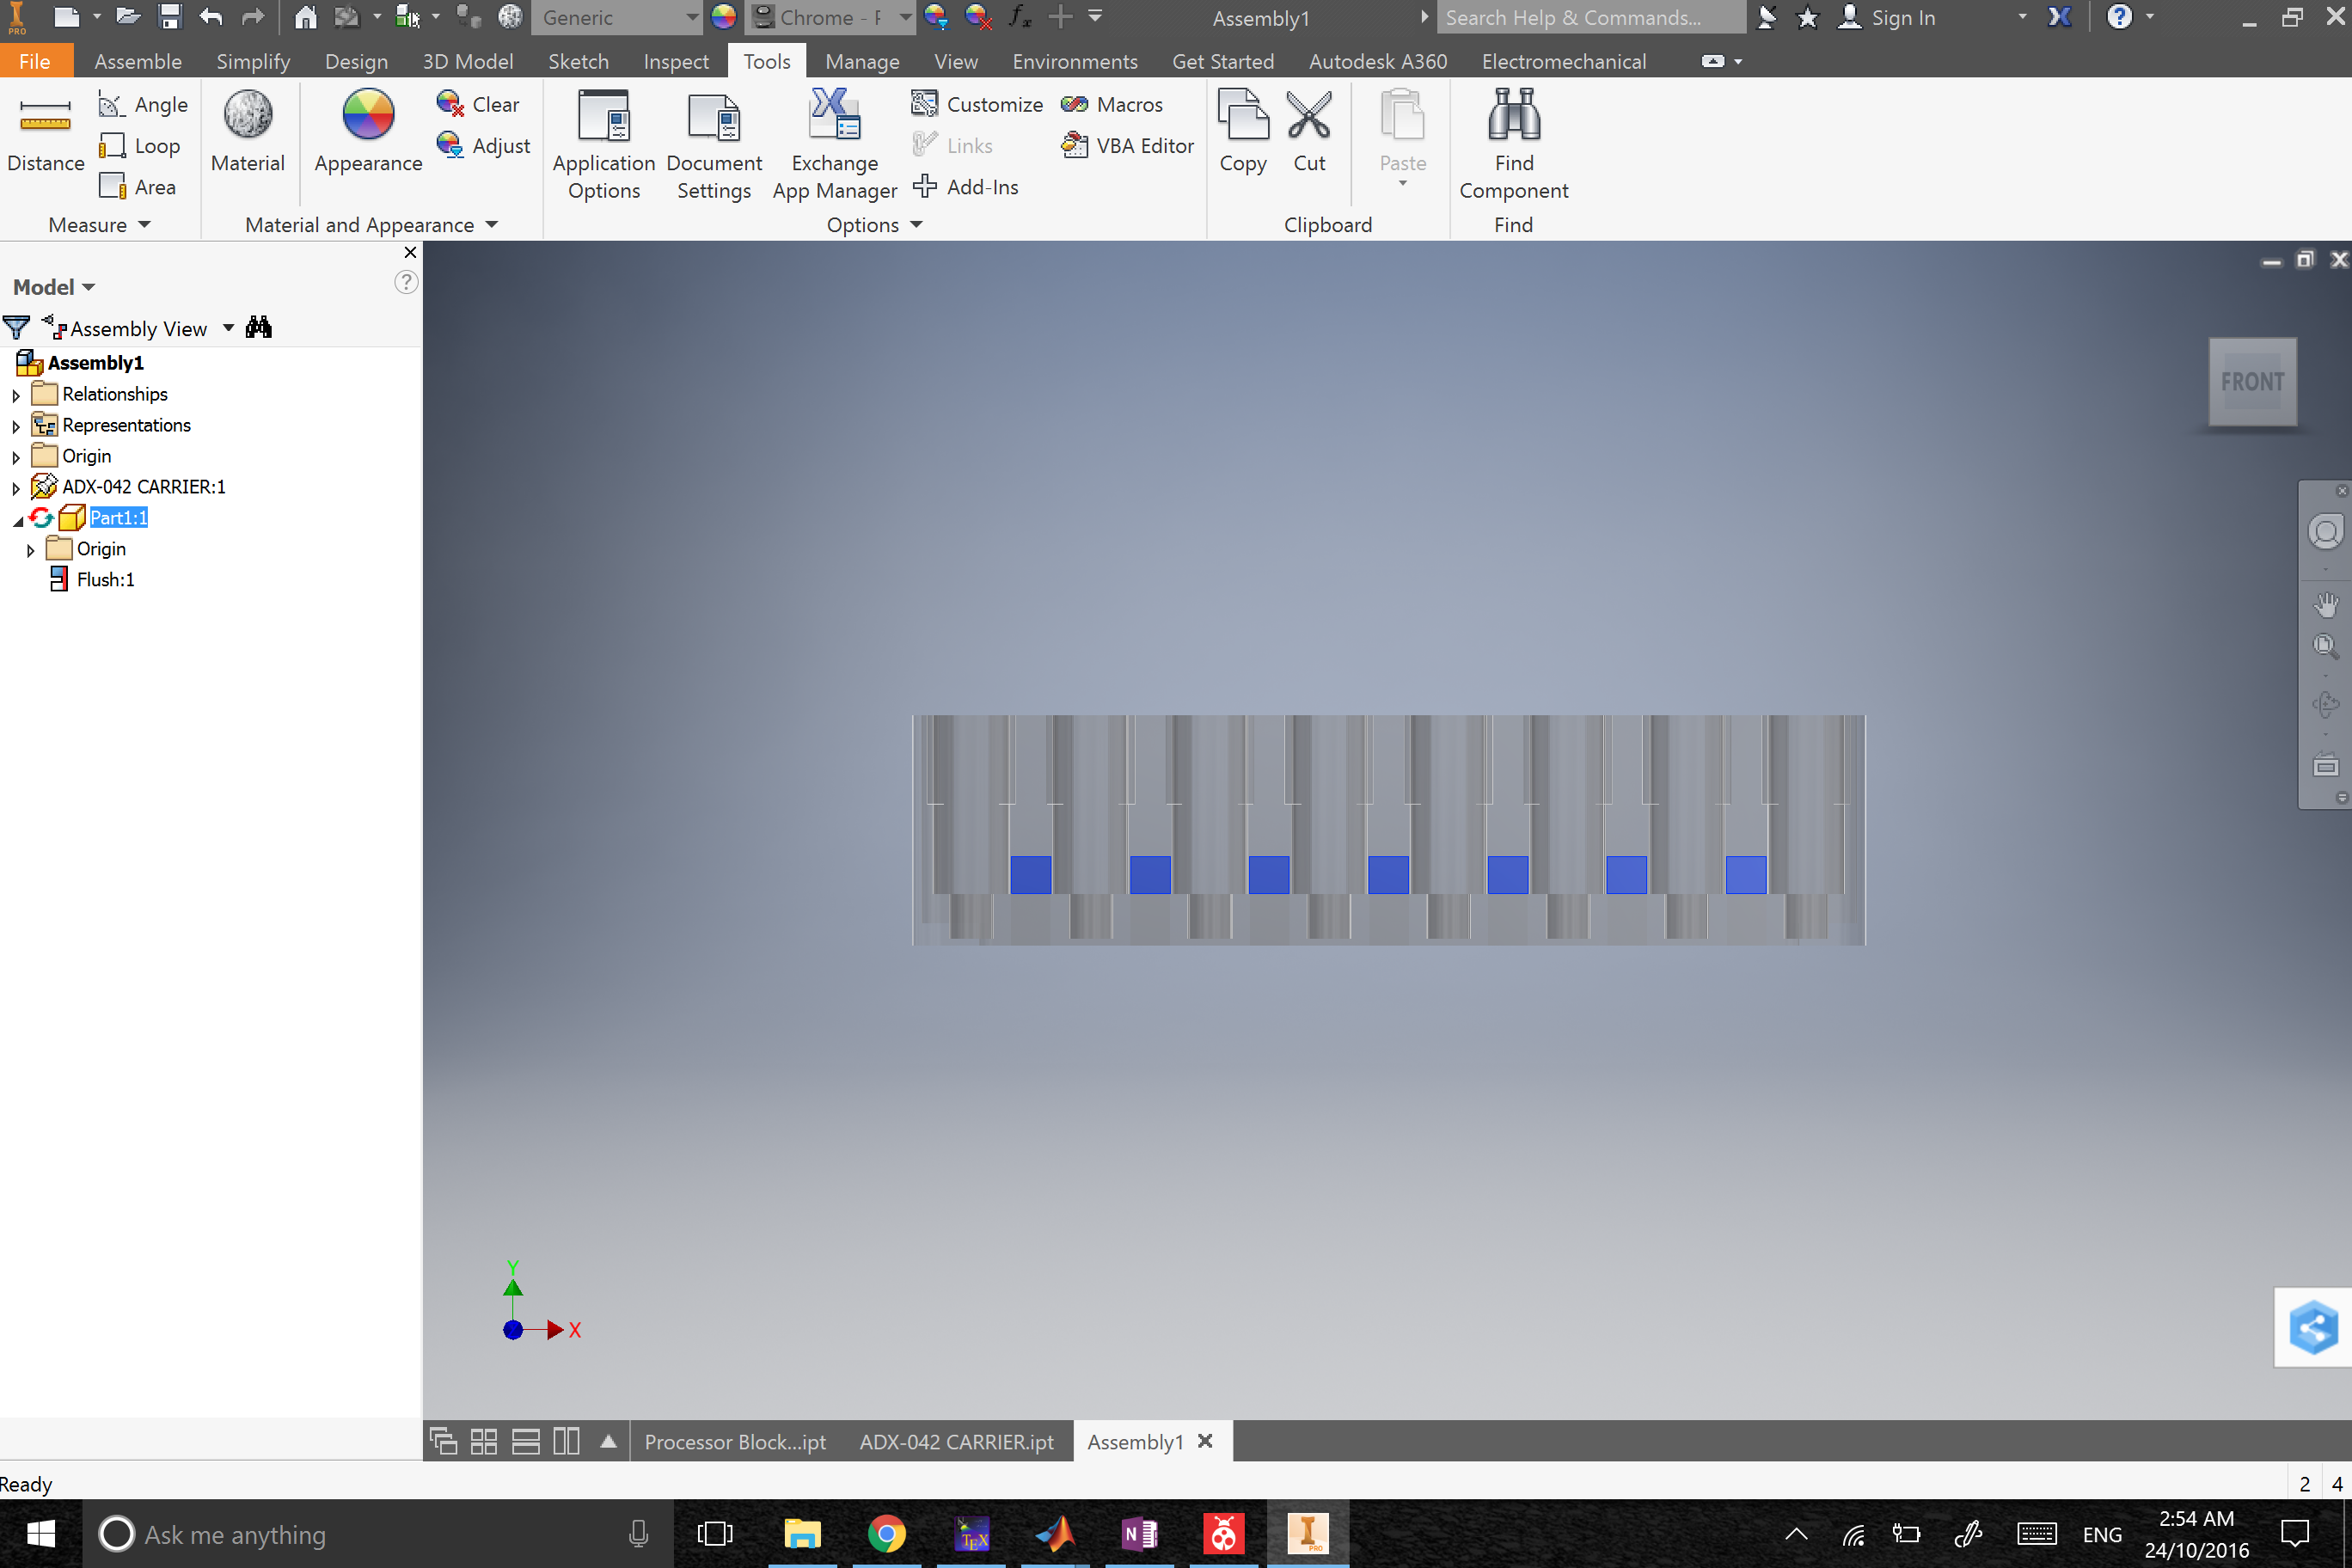 PRO
Generic
Chrome - F
fx
Assembly1
Search Help & Commands...
Sign In
File
Assemble
Simplify
Design
3D Model
Sketch
Inspect
Tools
Manage
View
Environments
Get Started
Autodesk A360
Electromechanical
Distance
Angle
Loop
Area
Measure
Material
Appearance
Clear
Adjust
Material and Appearance
Application Options
Document Settings
Exchange App Manager
Customize
Links
Add-Ins
Macros
VBA Editor
Options
Copy
Cut
Paste
Clipboard
Find Component
Find
Model
Assembly View
Assembly1
Relationships
Representations
Origin
ADX-042 CARRIER:1
Part1:1
Origin
Flush:1
FRONT
Y
X
Processor Block...ipt
ADX-042 CARRIER.ipt
Assembly1
Ready
2 4
Ask me anything
TEX
N
I
PRO
ENG
2:54 AM
24/10/2016